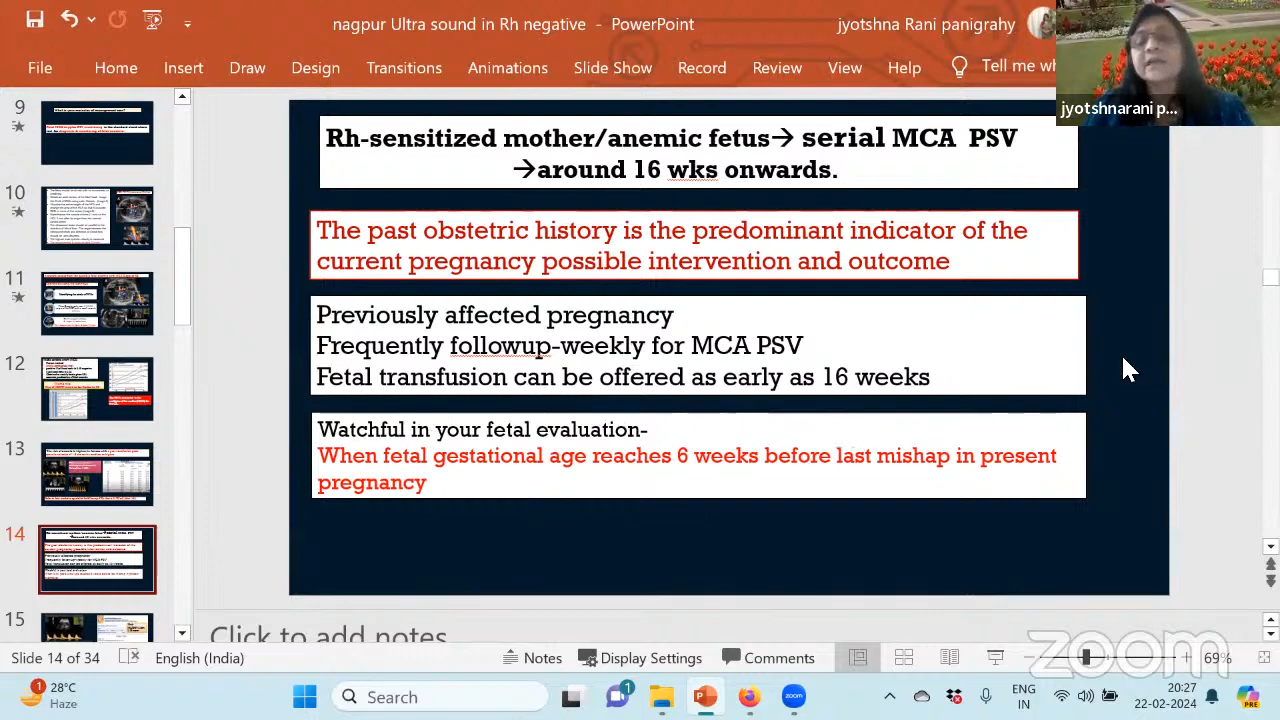 nagpur Ultra sound in Rh negative - PowerPoint
jyotshna Rani panigrahy
File Home Insert Draw Design Transitions Animations Slide Show Record Review View Help Tell me wh
jyotshnarani p...
9
10
11
12
13
14
15
Rh-sensitized mother/anemic fetus→ serial MCA PSV
→around 16 wks onwards.
The past obstetric history is the predominant indicator of the
current pregnancy possible intervention and outcome
Previously affected pregnancy
Frequently followup-weekly for MCA PSV
Fetal transfusion can be offered as early as 16 weeks
Watchful in your fetal evaluation-
When fetal gestational age reaches 6 weeks before last mishap in present
pregnancy
Click to add notes
zoom
Slide 14 of 34 English (India) Notes Display Settings Comments 69%
1 28°C
Haze
Search
1
zoom
ENG
IN
20:27
22-02-2024
PRE